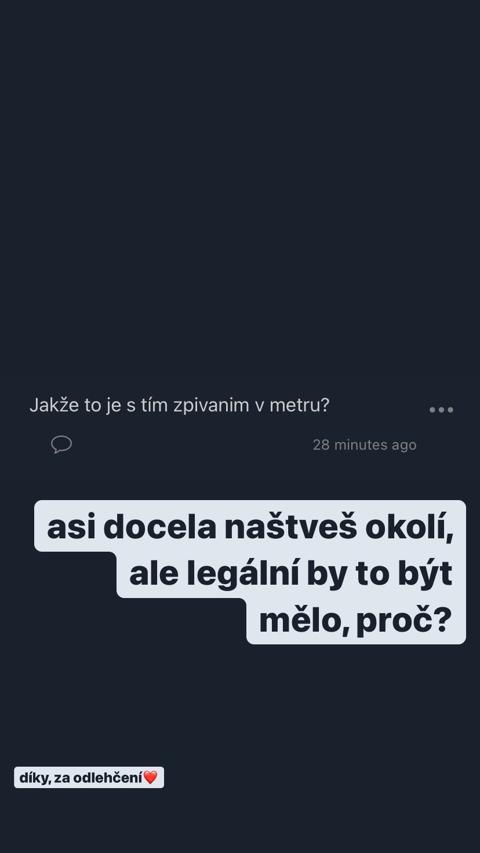 Jakže to je s tím zpivanim v metru?
28 minutes ago
asi docela naštveš okolí,
ale legální by to být
mělo, proč?
díky, za odlehčení❤️